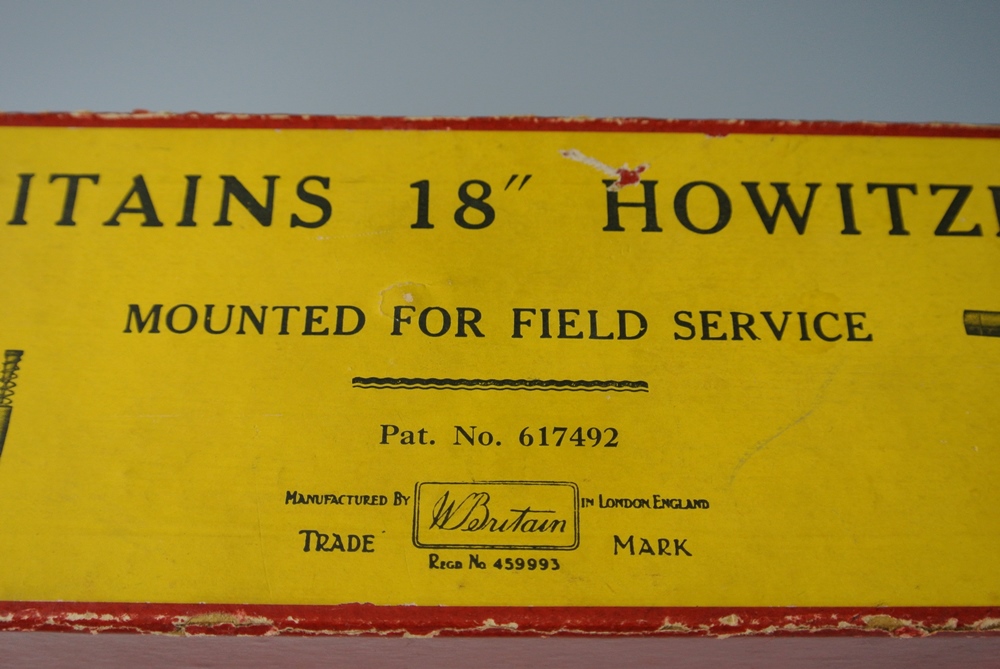 ITAINS 18" HOWITZ
MOUNTED FOR FIELD SERVICE
Pat. No. 617492
MANUFACTURED BY W Britain IN LONDON ENGLAND
TRADE MARK
REGD No 459993